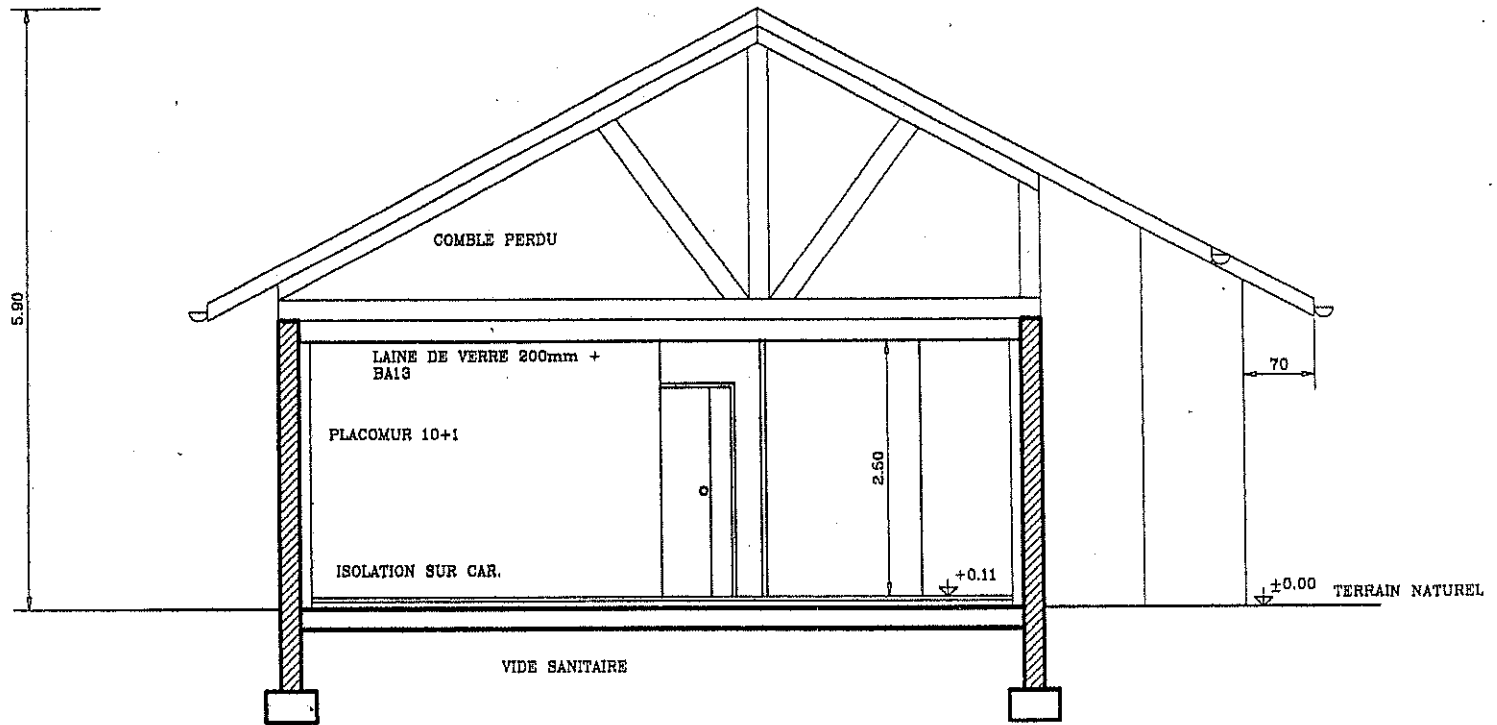 5.90
COMBLE PERDU
LAINE DE VERRE 200mm +
BA13
70
PLACOMUR 10+1
2.50
ISOLATION SUR CAR.
+0.11
±0.00 TERRAIN NATUREL
VIDE SANITAIRE